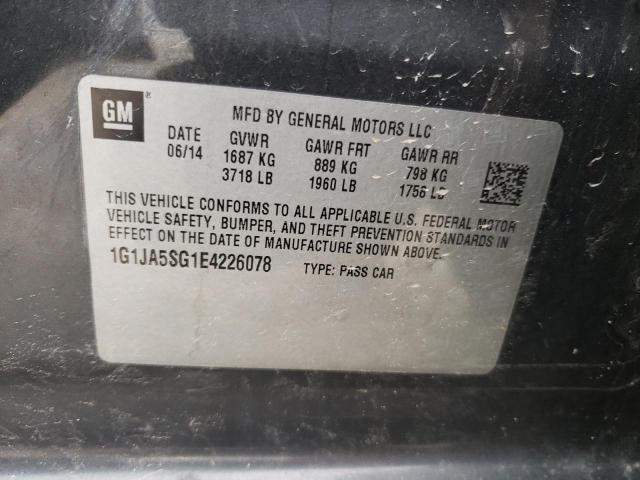 GM ®
MFD BY GENERAL MOTORS LLC
DATE GVWR GAWR FRT GAWR RR
06/14 1687 KG 889 KG 798 KG
3718 LB 1960 LB 1756 LB
THIS VEHICLE CONFORMS TO ALL APPLICABLE U.S. FEDERAL MOTOR
VEHICLE SAFETY, BUMPER, AND THEFT PREVENTION STANDARDS IN
EFFECT ON THE DATE OF MANUFACTURE SHOWN ABOVE.
1G1JA5SG1E4226078 TYPE: PASS CAR